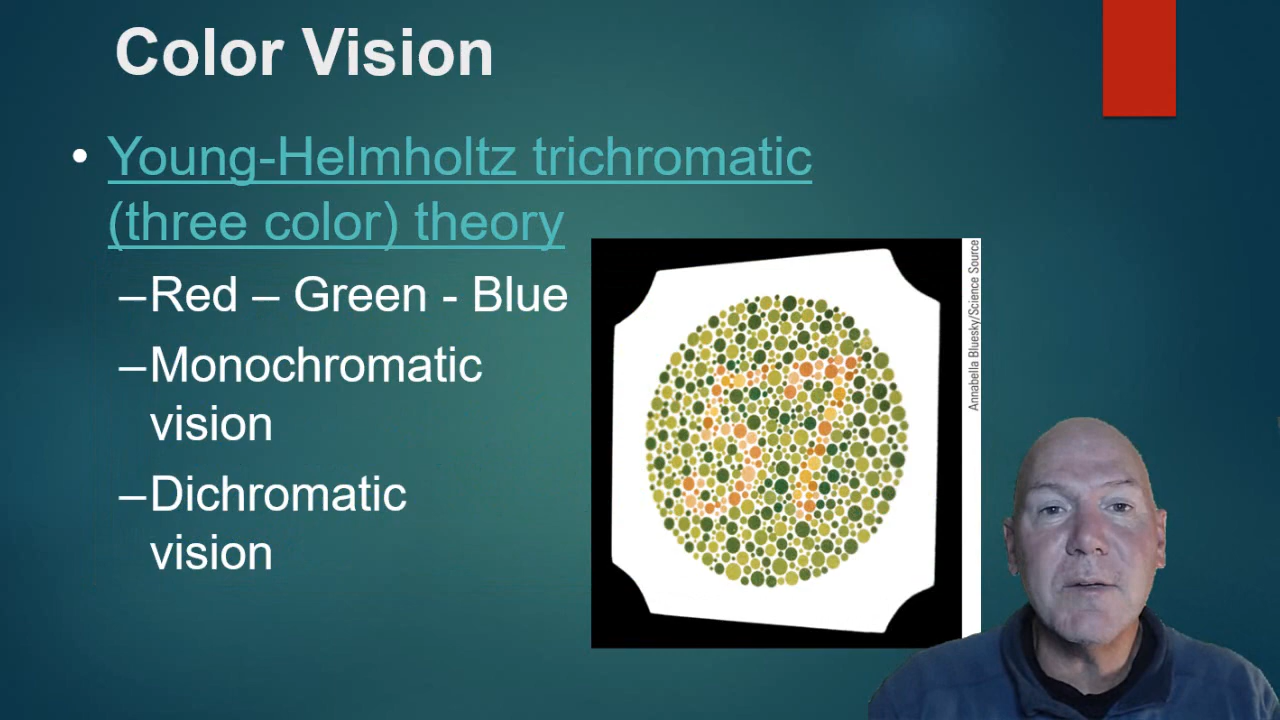 Color Vision
• Young-Helmholtz trichromatic
(three color) theory
–Red – Green - Blue
–Monochromatic
vision
–Dichromatic
vision
57
Annabella Bluesky/Science Source